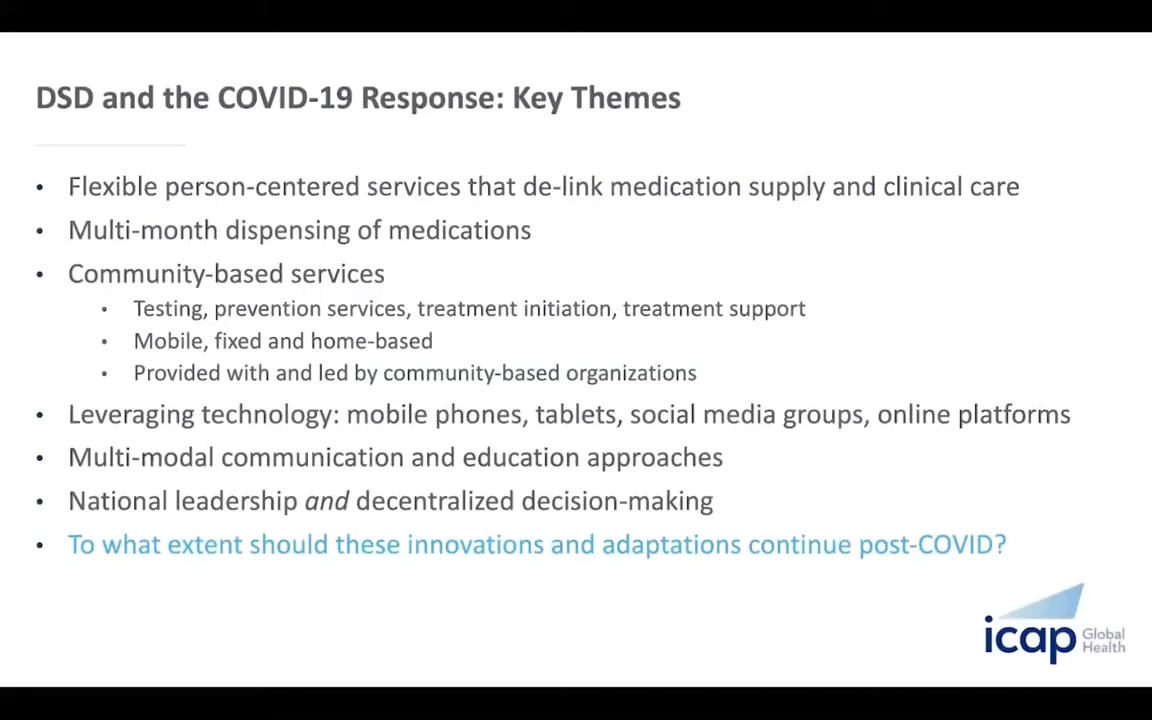 DSD and the COVID-19 Response: Key Themes
• Flexible person-centered services that de-link medication supply and clinical care
• Multi-month dispensing of medications
• Community-based services
• Testing, prevention services, treatment initiation, treatment support
• Mobile, fixed and home-based
• Provided with and led by community-based organizations
• Leveraging technology: mobile phones, tablets, social media groups, online platforms
• Multi-modal communication and education approaches
• National leadership and decentralized decision-making
• To what extent should these innovations and adaptations continue post-COVID?
icap Global Health